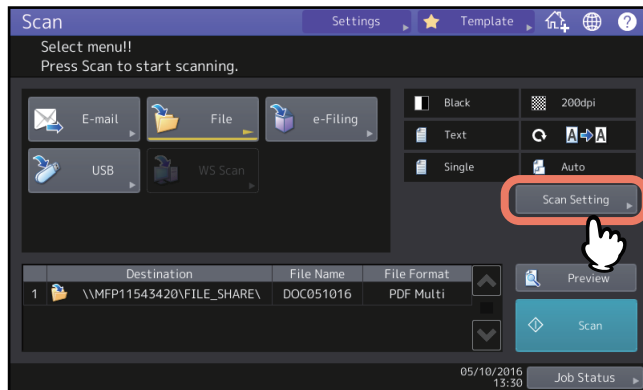 Scan Settings Template ?
Select menu!!
Press Scan to start scanning.
E-mail File e-Filing
USB WS Scan
Black 200dpi
Text A A
Single Auto
Scan Setting
Destination File Name File Format
1 \\MFP11543420\FILE_SHARE\ DOC051016 PDF Multi
Preview
Scan
05/10/2016
13:30
Job Status